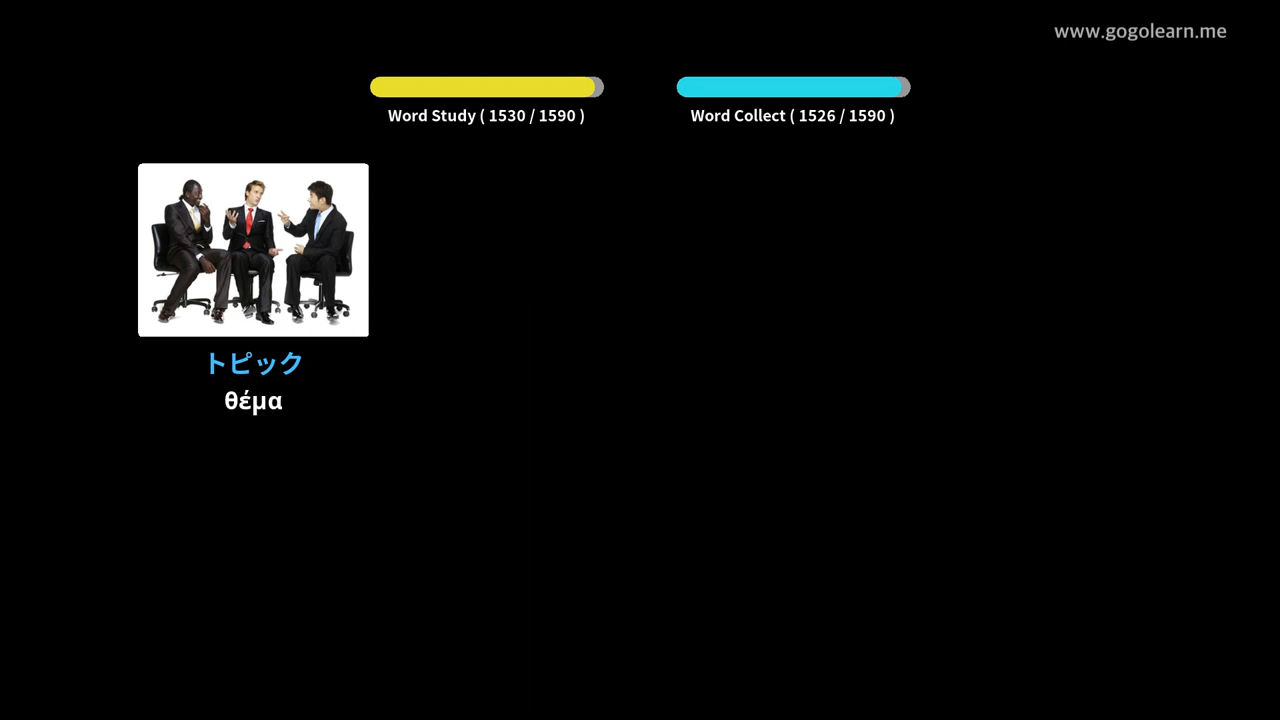 www.gogolearn.me
Word Study ( 1530 / 1590 )
Word Collect ( 1526 / 1590 )
トピック
θέμα